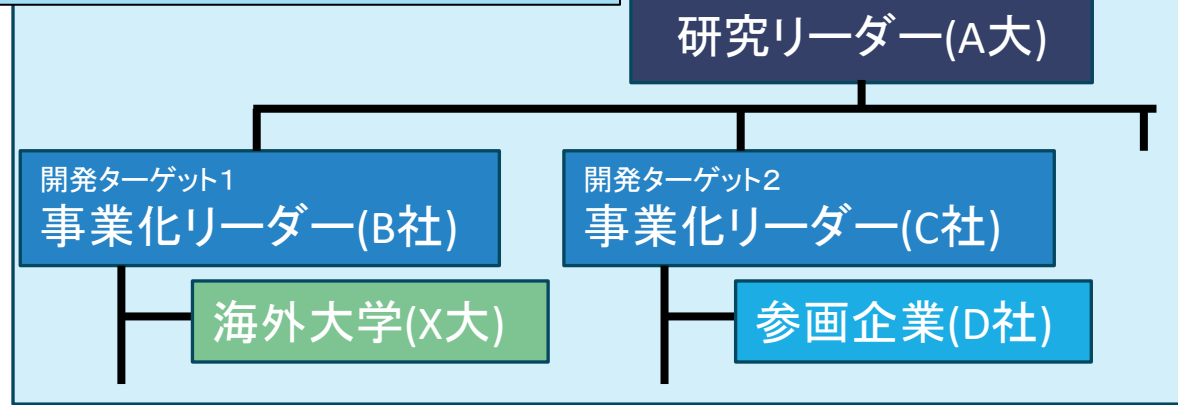 研究リーダー(A大)
開発ターゲット1
事業化リーダー(B社)
開発ターゲット2
事業化リーダー(C社)
海外大学(X大)
参画企業(D社)